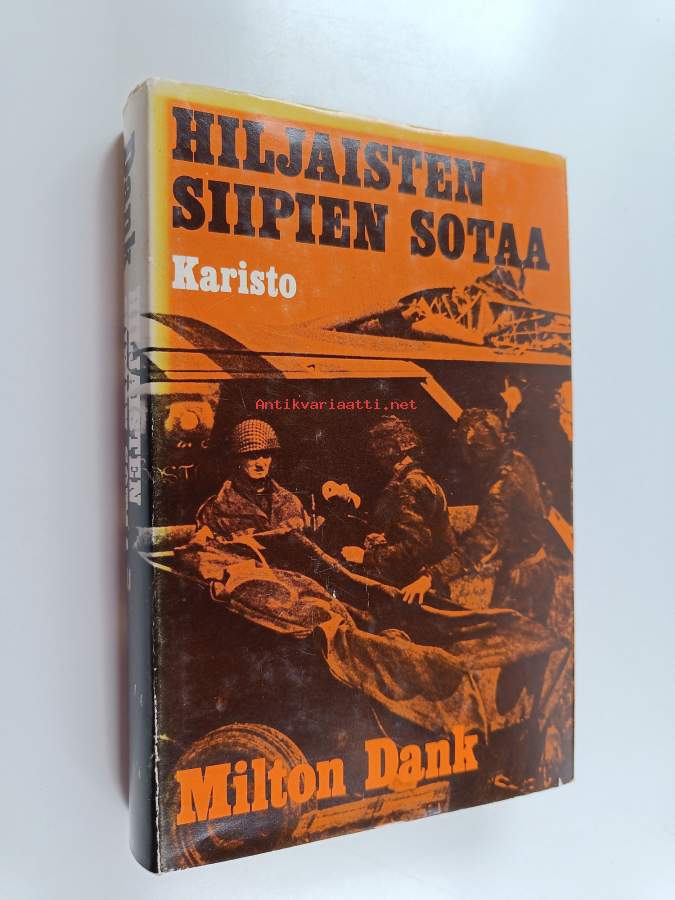 HILJAISTEN
SIIPIEN SOTAA
Karisto
Antikvariaatti.net
Milton Dank
Dank